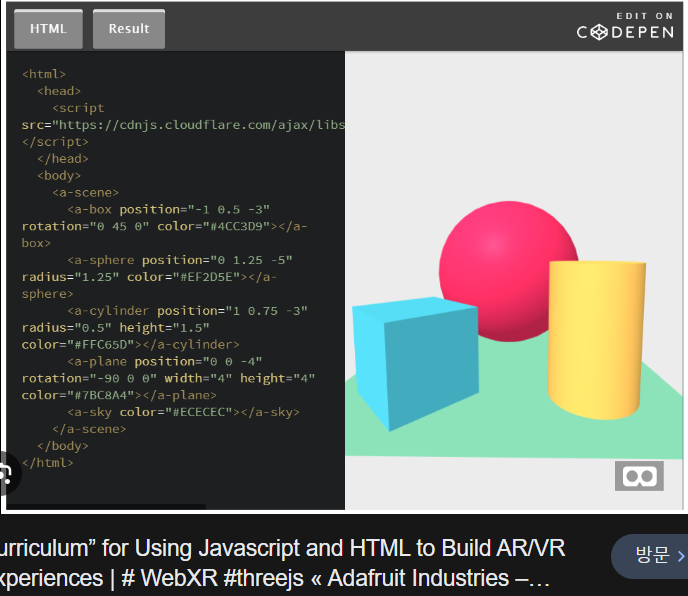 HTML
Result
EDIT ON
CODEPEN
<html>
<head>
<script
src="https://cdnjs.cloudflare.com/ajax/libs
</script>
</head>
<body>
<a-scene>
<a-box position="-1 0.5 -3"
rotation="0 45 0" color="#4CC3D9"></a-
box>
<a-sphere position="0 1.25 -5"
radius="1.25" color="#EF2D5E"></a-
sphere>
<a-cylinder position="1 0.75 -3"
radius="0.5" height="1.5"
color="#FFC65D"></a-cylinder>
<a-plane position="0 0 -4"
rotation="-90 0 0" width="4" height="4"
color="#7BC8A4"></a-plane>
<a-sky color="#ECECEC"></a-sky>
</a-scene>
</body>
</html>
urriculum” for Using Javascript and HTML to Build AR/VR
xperiences | # WebXR #threejs « Adafruit Industries –…
방문